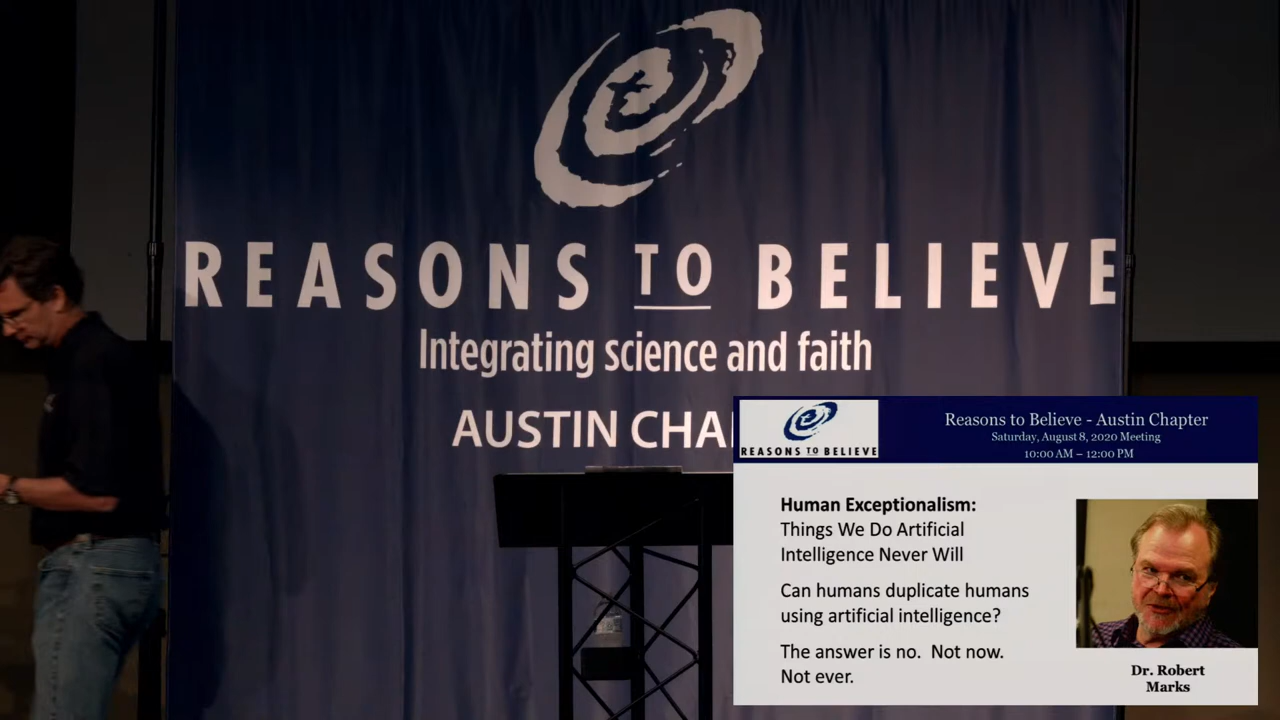 REASONS TO BELIEVE
Integrating science and faith
AUSTIN CHA
REASONS TO BELIEVE
Reasons to Believe - Austin Chapter
Saturday, August 8, 2020 Meeting
10:00 AM – 12:00 PM
Human Exceptionalism:
Things We Do Artificial
Intelligence Never Will
Can humans duplicate humans
using artificial intelligence?
The answer is no. Not now.
Not ever.
Dr. Robert
Marks